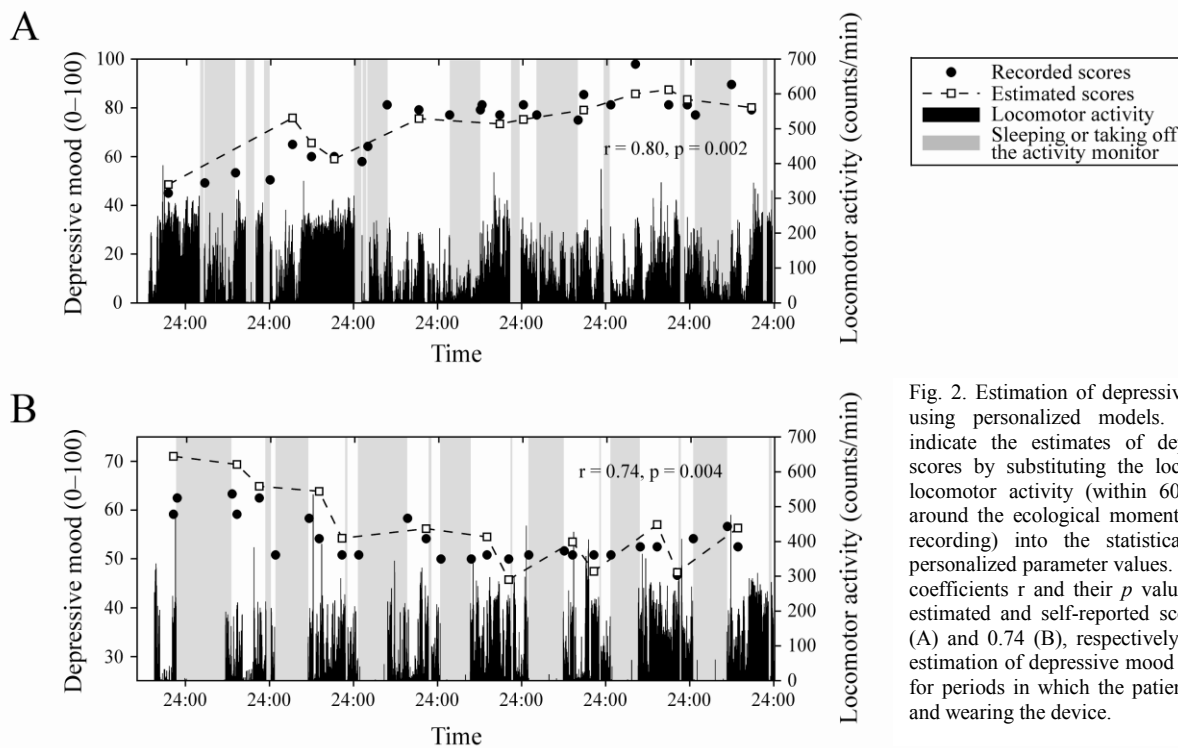 A
Depressive mood (0–100)
100
80
60
40
20
0
r = 0.80, p = 0.002
700
600
500
400
300
200
100
0
Locomotor activity (counts/min)
24:00 24:00 24:00 24:00 24:00 24:00 24:00 24:00
Time
Recorded scores
Estimated scores
Locomotor activity
Sleeping or taking off
the activity monitor
B
Depressive mood (0–100)
70
60
50
40
30
r = 0.74, p = 0.004
700
600
500
400
300
200
100
0
Locomotor activity (counts/min)
24:00 24:00 24:00 24:00 24:00 24:00 24:00 24:00
Time
Fig. 2. Estimation of depressiv
using personalized models.
indicate the estimates of dep
scores by substituting the loc
locomotor activity (within 60
around the ecological moment
recording) into the statistica
personalized parameter values.
coefficients r and their p valu
estimated and self-reported sco
(A) and 0.74 (B), respectively
estimation of depressive mood
for periods in which the patien
and wearing the device.